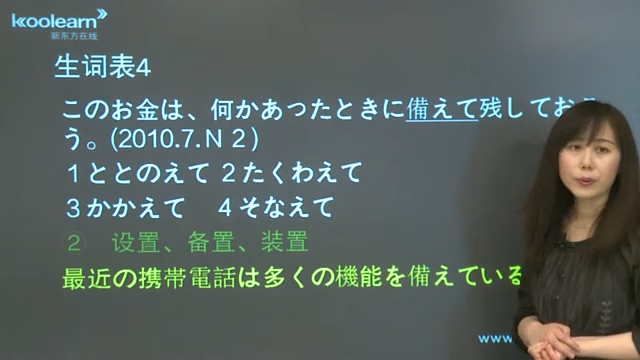 koolearn
新东方在线
生词表4
このお金は、何かあったときに備えて残しておこ
う。(2010.7.N2)
1ととのえて 2たくわえて
3かかえて 4そなえて
② 设置、备置、装置
最近の携帯電話は多くの機能を備えている
www